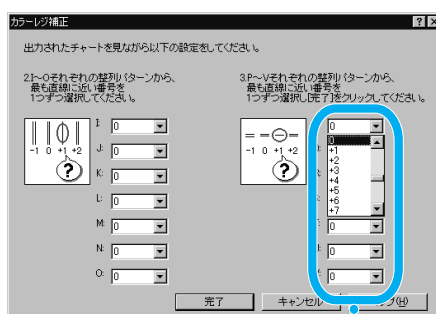 カラーレジ補正
出力されたチャートを見ながら以下の設定をしてください。
2.I~Oそれぞれの整列パターンから、
最も直線に近い番号を
1つずつ選択してください。
-1 0 +1 +2
?
I: 0
J: 0
K: 0
L: 0
M: 0
N: 0
O: 0
3.P~Vそれぞれの整列パターンから、
最も直線に近い番号を
1つずつ選択し[完了]をクリックしてください。
-1 0 +1 +2
?
0
0
+1
+2
+3
+4
+5
+6
+7
0
0
0
完了
キャンセル
(H)